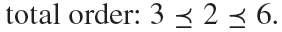 total order: 3 ⪯ 2 ⪯ 6.